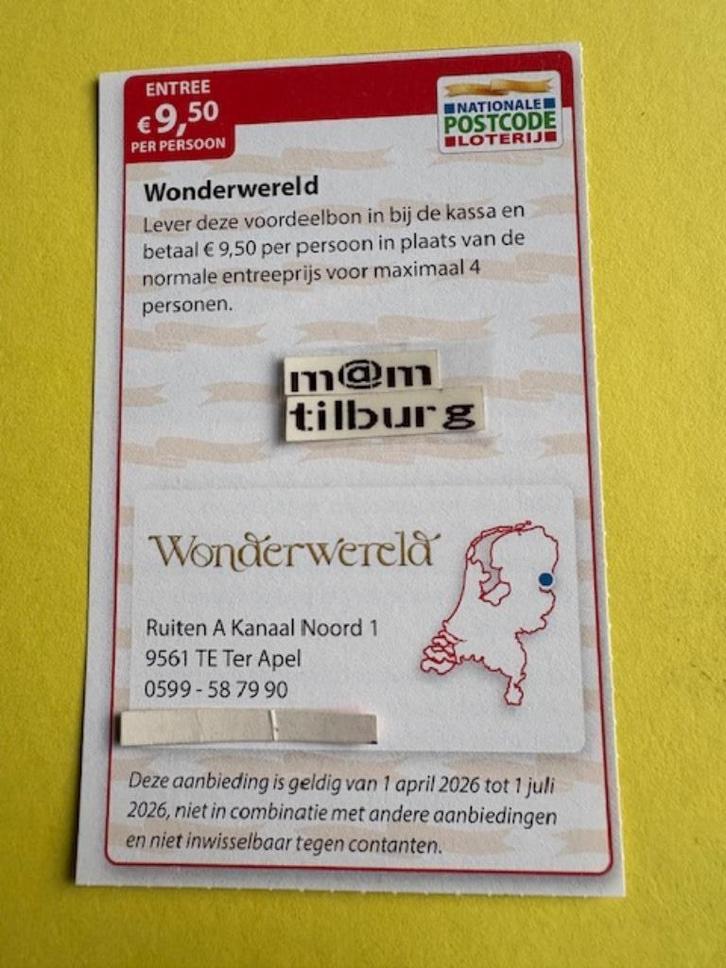 ENTREE
€ 9,50
PER PERSOON
NATIONALE
POSTCODE
LOTERIJ
Wonderwereld
Lever deze voordeelbon in bij de kassa en
betaal € 9,50 per persoon in plaats van de
normale entreeprijs voor maximaal 4
personen.
m@m
tilburg
Wonderwereld
Ruiten A Kanaal Noord 1
9561 TE Ter Apel
0599 - 58 79 90
Deze aanbieding is geldig van 1 april 2026 tot 1 juli
2026, niet in combinatie met andere aanbiedingen
en niet inwisselbaar tegen contanten.